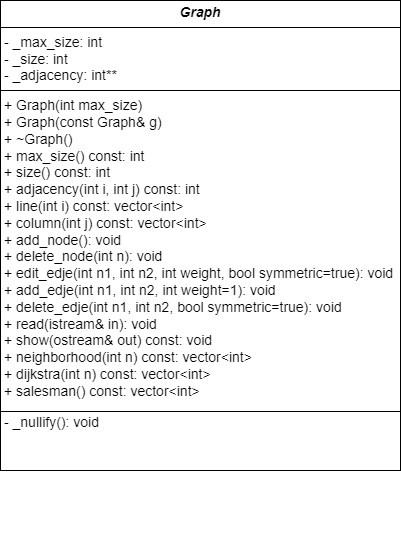 Graph
- _max_size: int
- _size: int
- _adjacency: int**
+ Graph(int max_size)
+ Graph(const Graph& g)
+ ~Graph()
+ max_size() const: int
+ size() const: int
+ adjacency(int i, int j) const: int
+ line(int i) const: vector<int>
+ column(int j) const: vector<int>
+ add_node(): void
+ delete_node(int n): void
+ edit_edje(int n1, int n2, int weight, bool symmetric=true): void
+ add_edje(int n1, int n2, int weight=1): void
+ delete_edje(int n1, int n2, bool symmetric=true): void
+ read(istream& in): void
+ show(ostream& out) const: void
+ neighborhood(int n) const: vector<int>
+ dijkstra(int n) const: vector<int>
+ salesman() const: vector<int>
- _nullify(): void